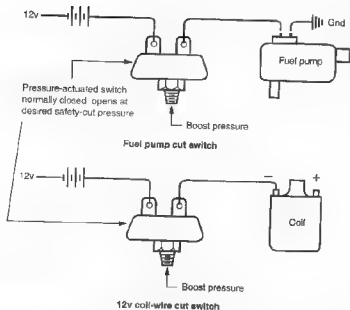 12v
Gnd
Fuel pump
Pressure-actuated switch
normally closed opens at
desired safety-cut pressure
Boost pressure
Fuel pump cut switch
12v
− +
Coil
Boost pressure
12v coil-wire cut switch